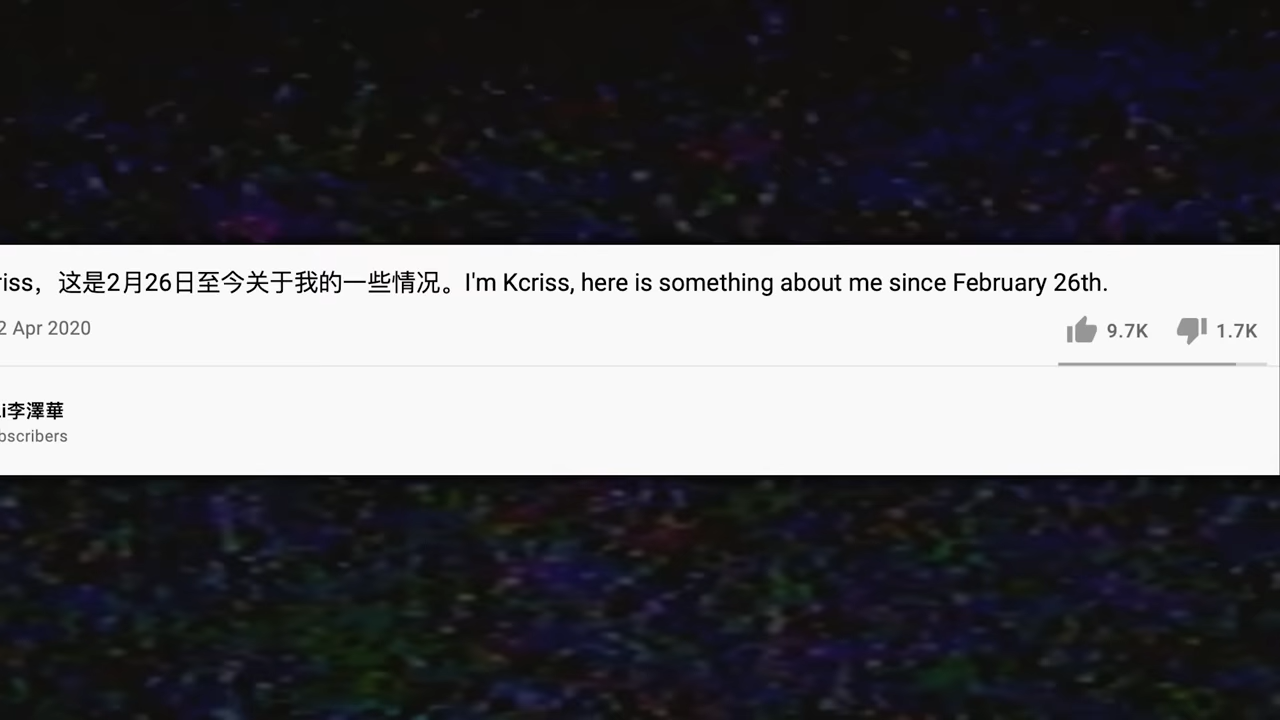 riss，这是2月26日至今关于我的一些情况。I'm Kcriss, here is something about me since February 26th.
2 Apr 2020
9.7K
1.7K
i李澤華
bscribers